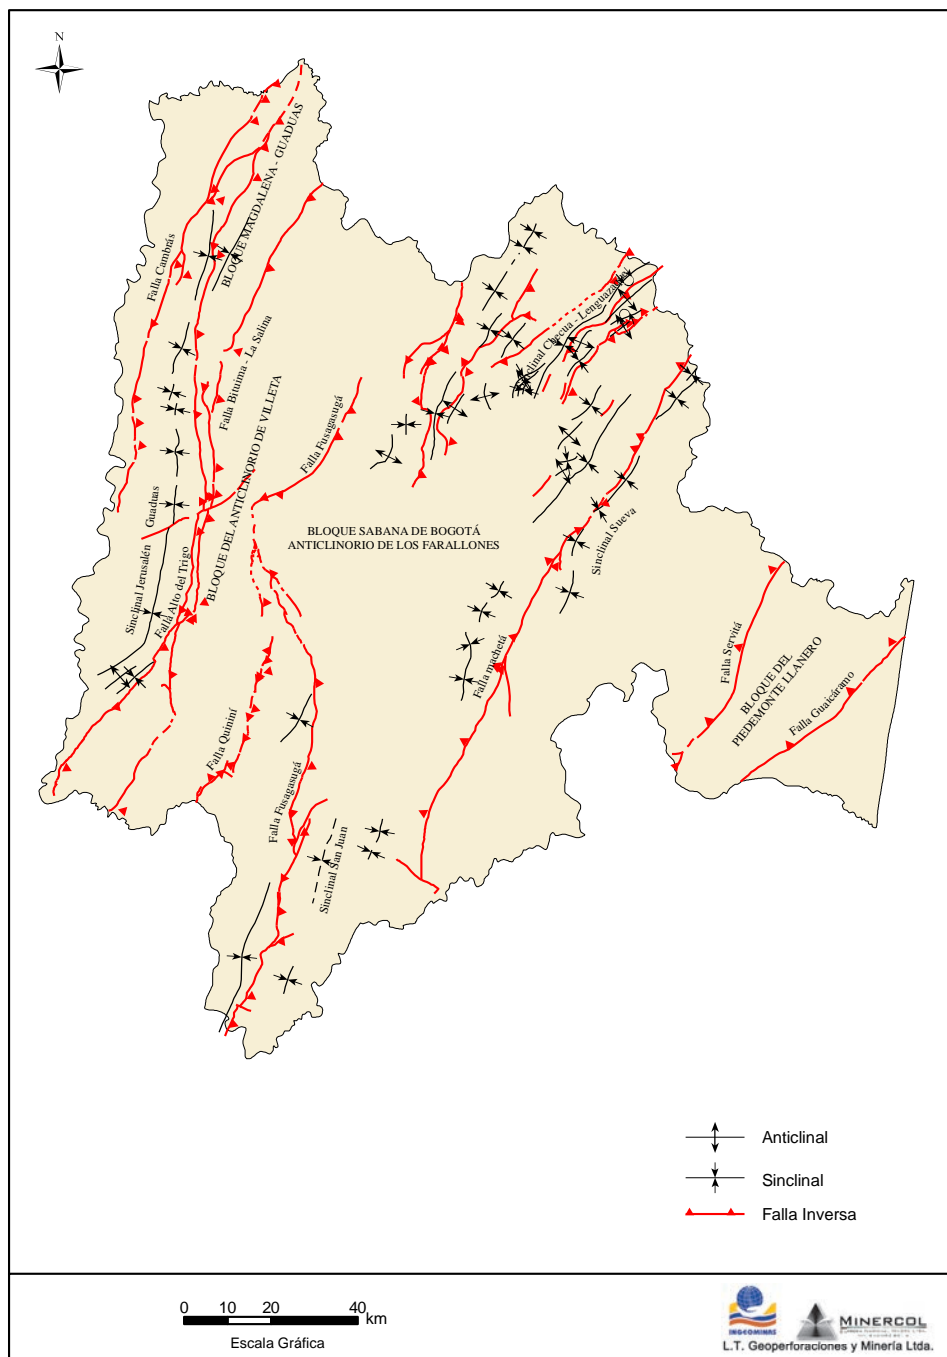 N
BLOQUE MAGDALENA - GUADUAS
Falla Cambrás
Falla Bituima - La Salina
Sinclinal Checua - Lenguazaque
BLOQUE DEL ANTICLINORIO DE VILLETA
Falla Fusagasugá
Guaduas
Sinclinal Jerusalén
Falla Alto del Trigo
BLOQUE SABANA DE BOGOTÁ
ANTICLINORIO DE LOS FARALLONES
Sinclinal Sueva
Falla machetá
Falla Servitá
BLOQUE DEL
PIEDEMONTE LLANERO
Falla Guaicáramo
Falla Quininí
Falla Fusagasugá
Sinclinal San Juan
Anticlinal
Sinclinal
Falla Inversa
0 10 20 40 km
Escala Gráfica
INGEOMINAS
MINERCOL
L.T. Geoperforaciones y Minería Ltda.